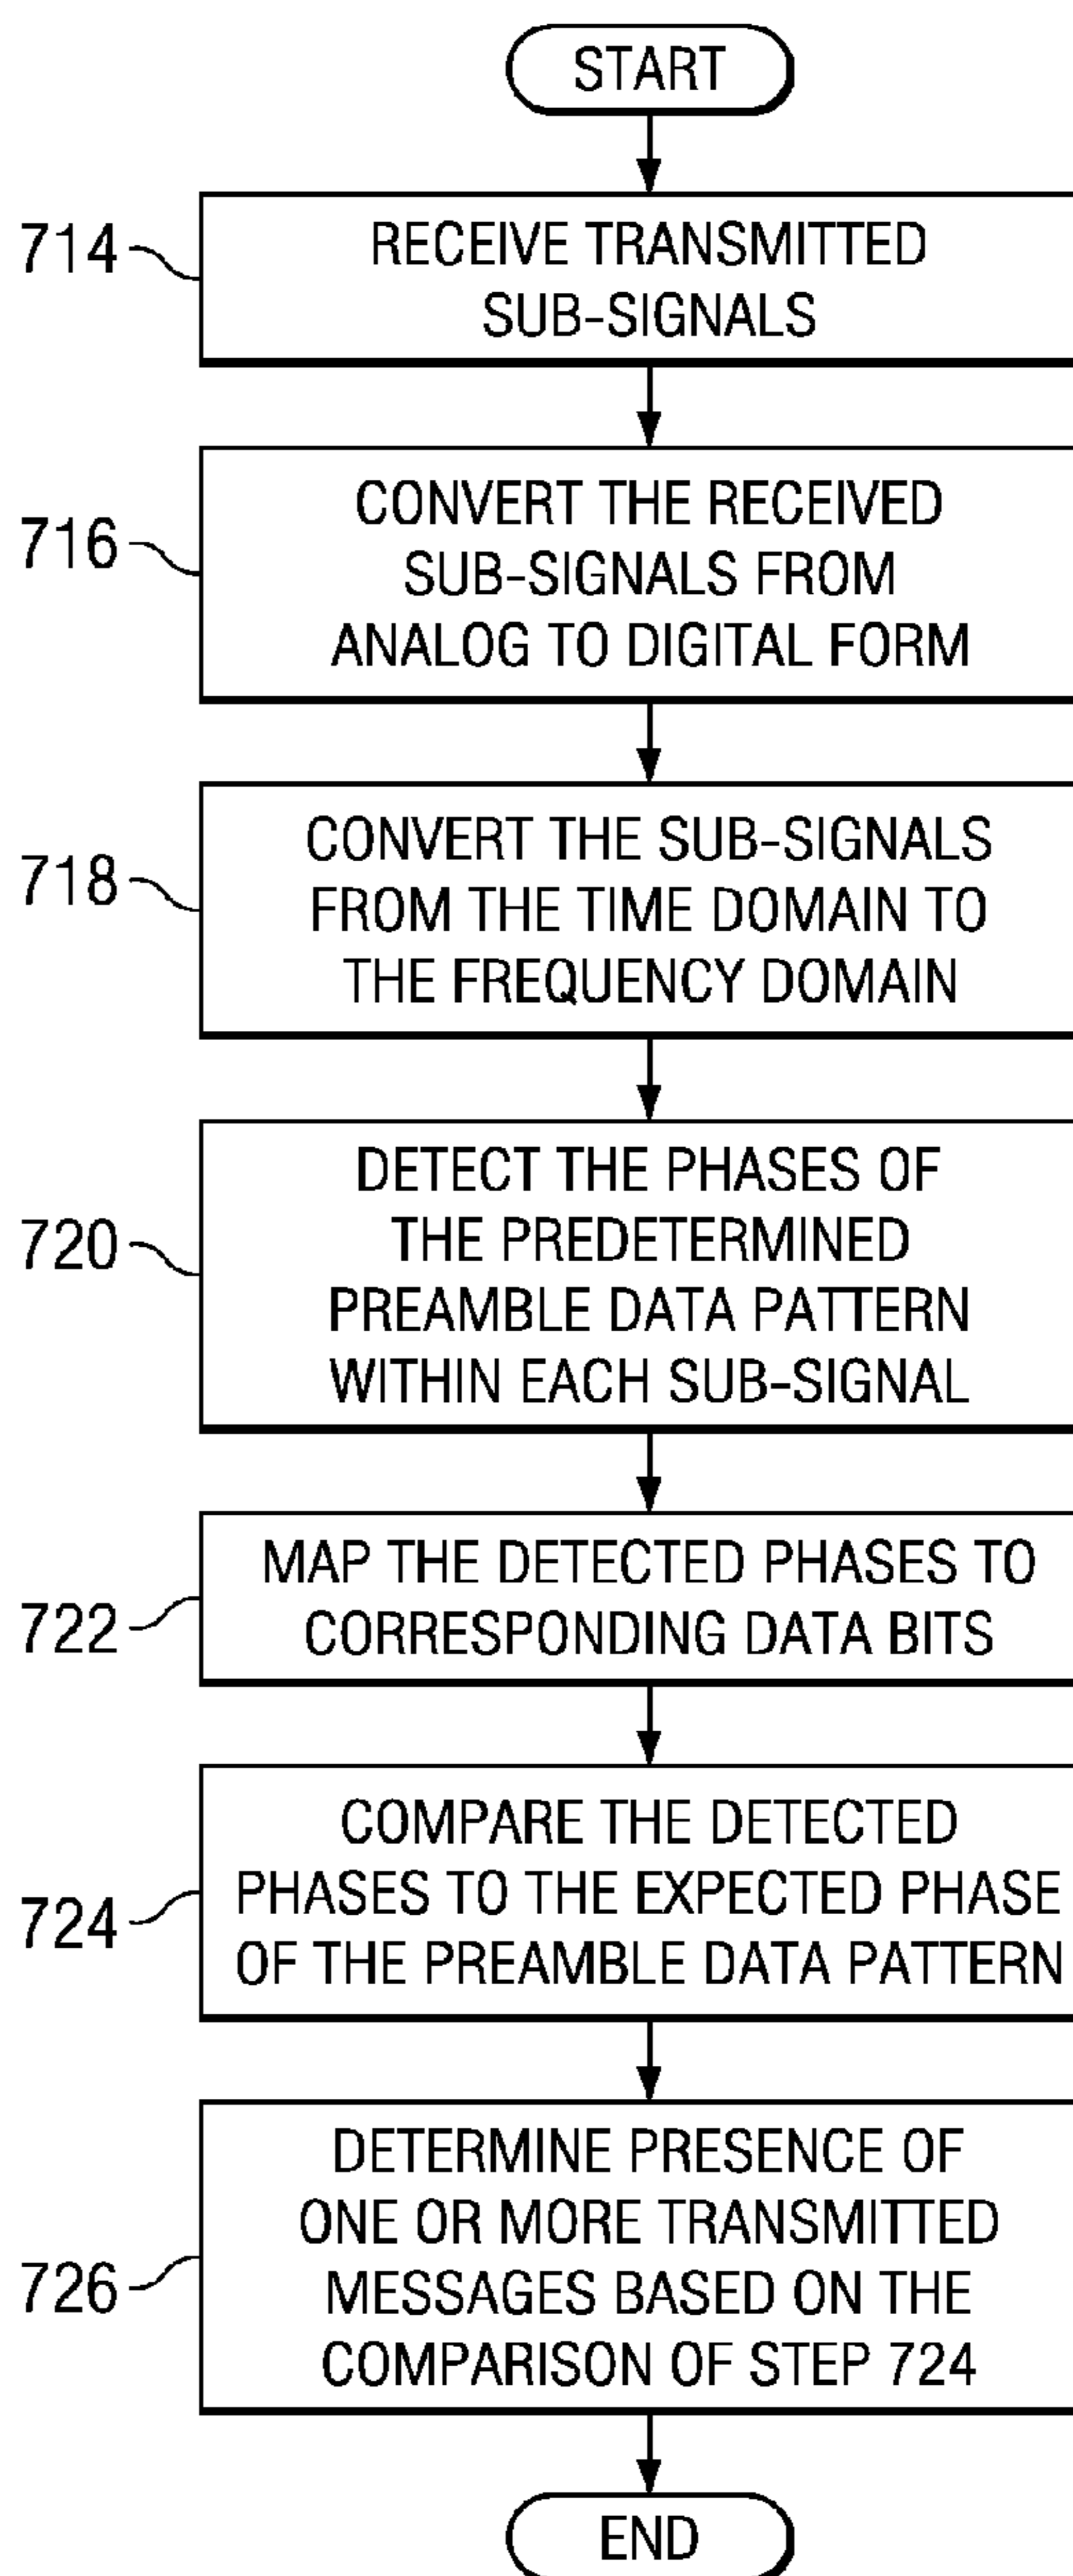 START
714
RECEIVE TRANSMITTED
SUB-SIGNALS
716
CONVERT THE RECEIVED
SUB-SIGNALS FROM
ANALOG TO DIGITAL FORM
718
CONVERT THE SUB-SIGNALS
FROM THE TIME DOMAIN TO
THE FREQUENCY DOMAIN
720
DETECT THE PHASES OF
THE PREDETERMINED
PREAMBLE DATA PATTERN
WITHIN EACH SUB-SIGNAL
722
MAP THE DETECTED PHASES TO
CORRESPONDING DATA BITS
724
COMPARE THE DETECTED
PHASES TO THE EXPECTED PHASE
OF THE PREAMBLE DATA PATTERN
726
DETERMINE PRESENCE OF
ONE OR MORE TRANSMITTED
MESSAGES BASED ON THE
COMPARISON OF STEP 724
END